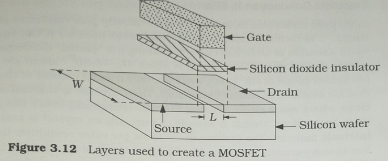 Gate
Silicon dioxide insulator
W
Drain
L
Source
Silicon wafer
Figure 3.12 Layers used to create a MOSFET